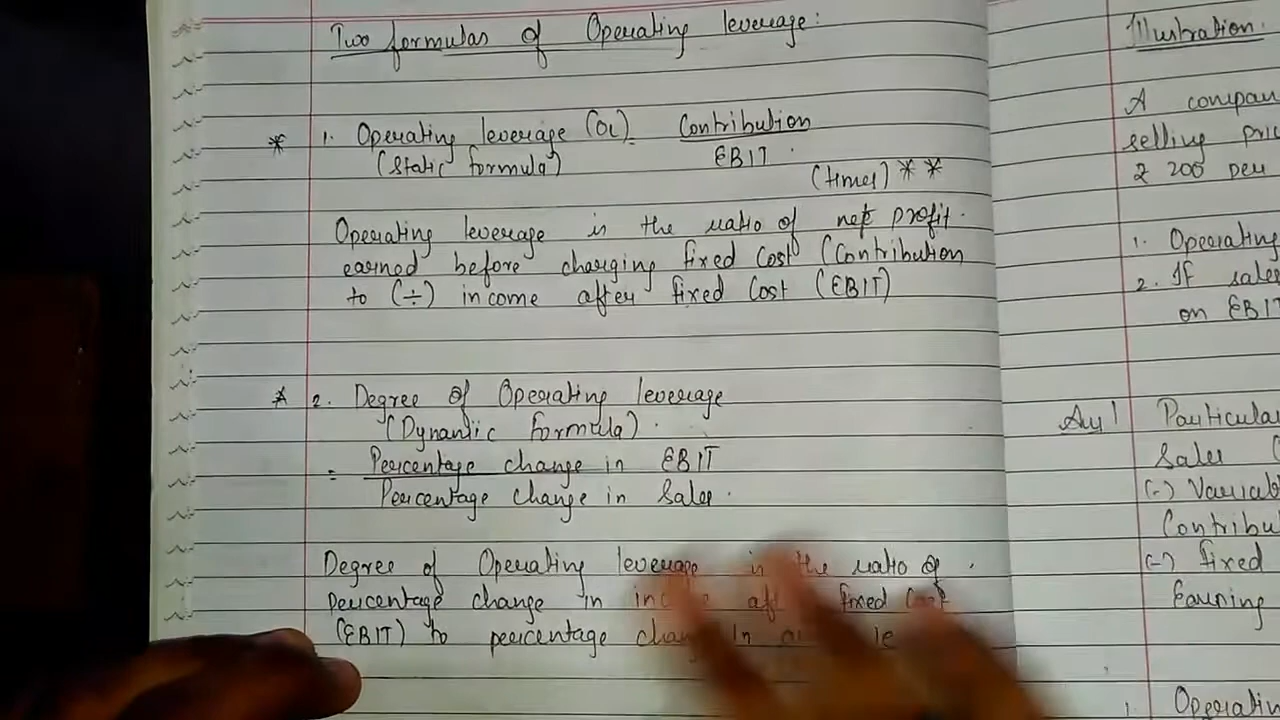 Two formulas of Operating leverage:
* 1. Operating leverage (OL) = Contribution
(Static formula) EBIT.
(times) * *
Operating leverage is the ratio of net profit.
earned before charging fixed cost (Contribution
to (÷) income after fixed Cost (EBIT)
* 2. Degree of Operating leverage
(Dynamic formula).
= Percentage change in EBIT
Percentage change in Sales.
Degree of Operating leverage is the ratio of
percentage change in fixed Cost
(EBIT) to percentage in
Illustration.
A compan
selling pric
₹ 200 per
1. Operating
2. If sales
on EBIT
Particular
Sales (
(-) Variab
Contribu
(-) fixed
Earning
1. Operatin